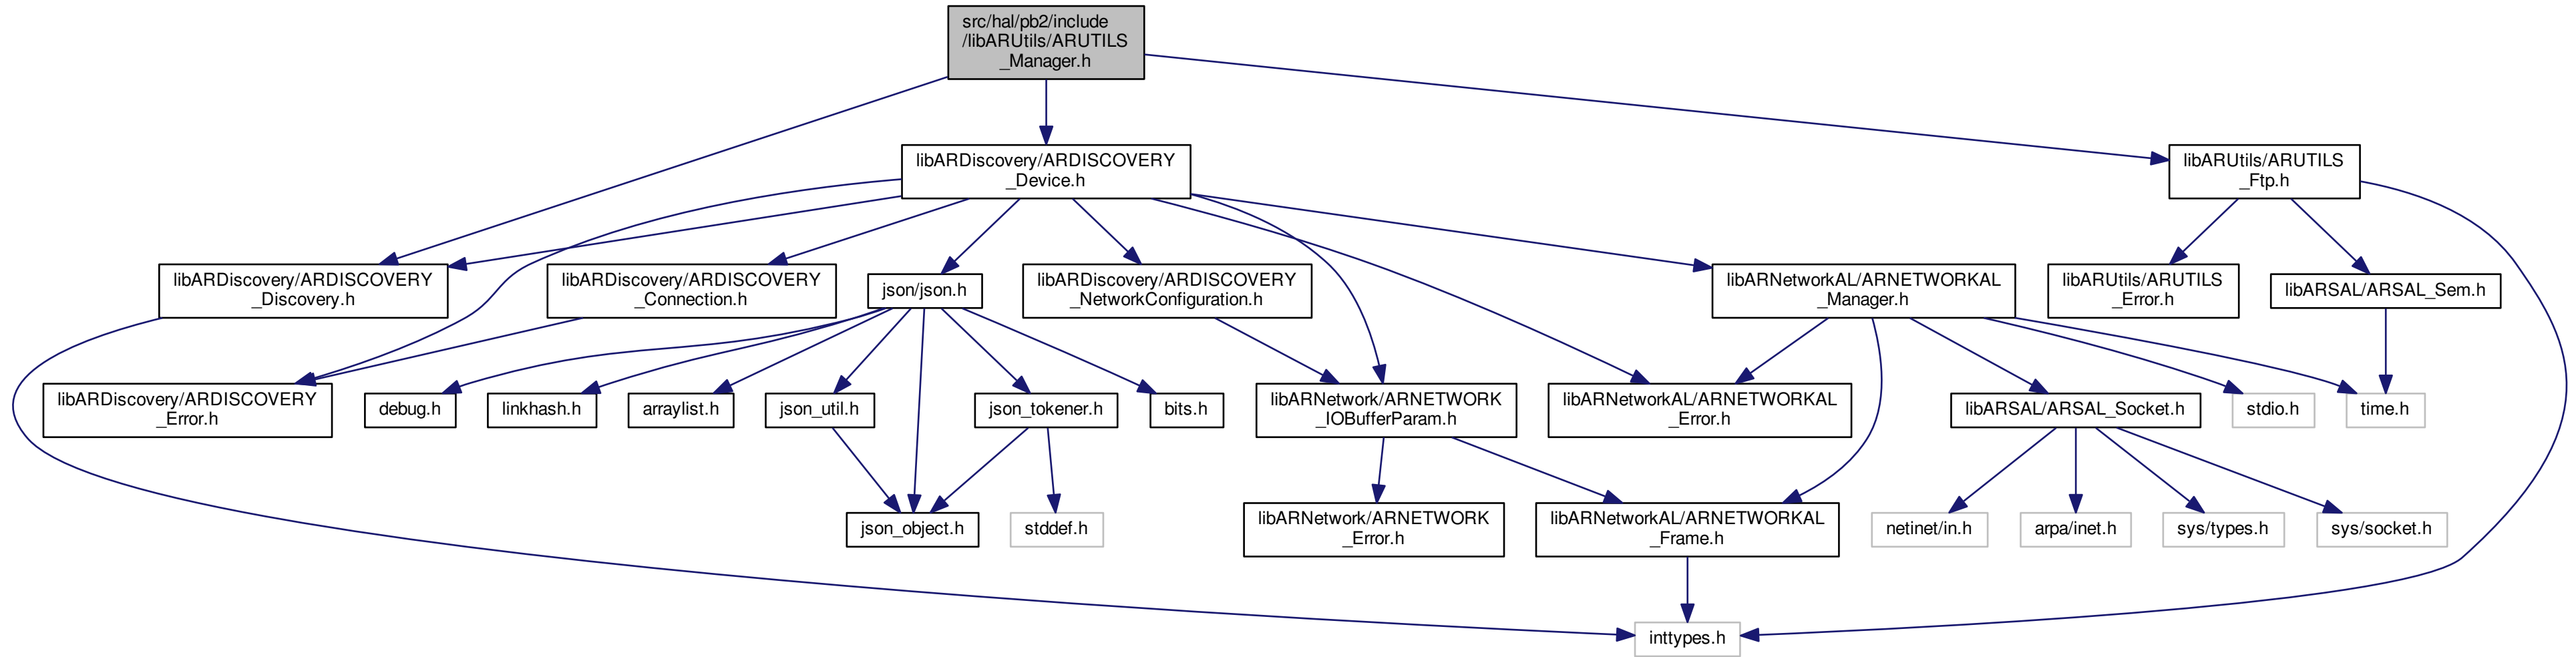 src/hal/pb2/include
/libARUtils/ARUTILS
_Manager.h
libARDiscovery/ARDISCOVERY
_Device.h
libARUtils/ARUTILS
_Ftp.h
libARDiscovery/ARDISCOVERY
_Discovery.h
libARDiscovery/ARDISCOVERY
_Connection.h
json/json.h
libARDiscovery/ARDISCOVERY
_NetworkConfiguration.h
libARNetworkAL/ARNETWORKAL
_Manager.h
libARUtils/ARUTILS
_Error.h
libARSAL/ARSAL_Sem.h
libARDiscovery/ARDISCOVERY
_Error.h
debug.h
linkhash.h
arraylist.h
json_util.h
json_tokener.h
bits.h
libARNetwork/ARNETWORK
_IOBufferParam.h
libARNetworkAL/ARNETWORKAL
_Error.h
libARSAL/ARSAL_Socket.h
stdio.h
time.h
json_object.h
stddef.h
libARNetwork/ARNETWORK
_Error.h
libARNetworkAL/ARNETWORKAL
_Frame.h
netinet/in.h
arpa/inet.h
sys/types.h
sys/socket.h
inttypes.h